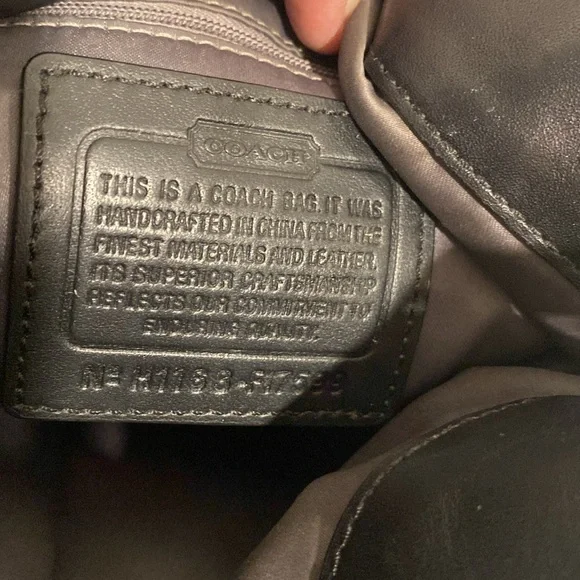 COACH
THIS IS A COACH BAG. IT WAS
HANDCRAFTED IN CHINA FROM THE
FINEST MATERIALS AND LEATHER.
ITS SUPERIOR CRAFTSMANSHIP
REFLECTS OUR COMMITMENT TO
ENDURING QUALITY.
Nº